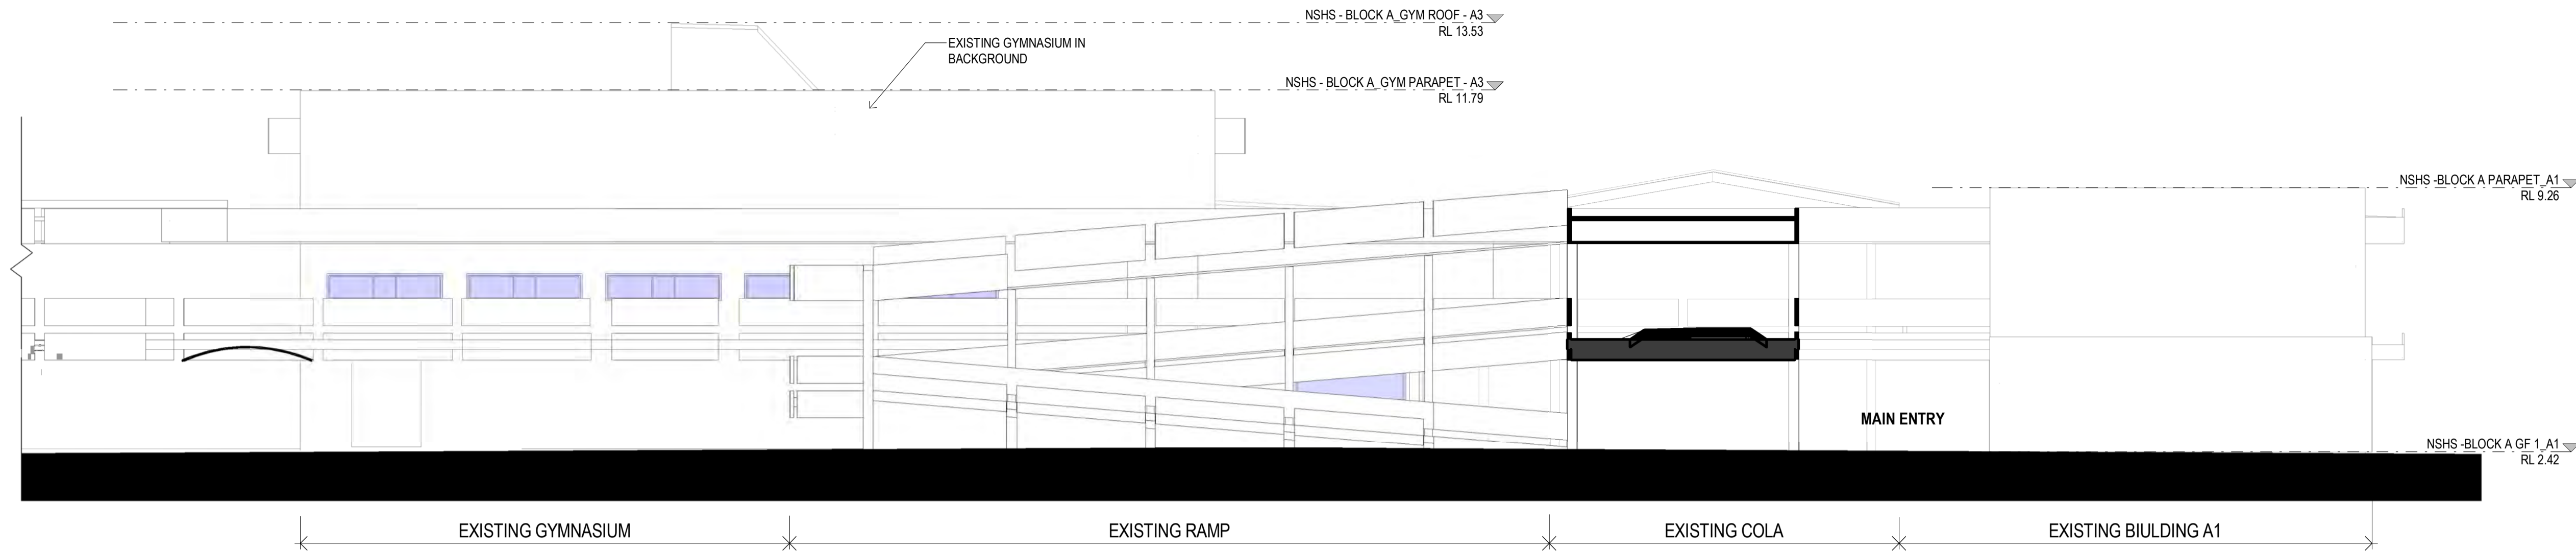 NSHS - BLOCK A_GYM ROOF - A3
RL 13.53
EXISTING GYMNASIUM IN
BACKGROUND
NSHS - BLOCK A_GYM PARAPET - A3
RL 11.79
NSHS -BLOCK A PARAPET_A1
RL 9.26
MAIN ENTRY
NSHS -BLOCK A GF 1_A1
RL 2.42
EXISTING GYMNASIUM
EXISTING RAMP
EXISTING COLA
EXISTING BIULDING A1